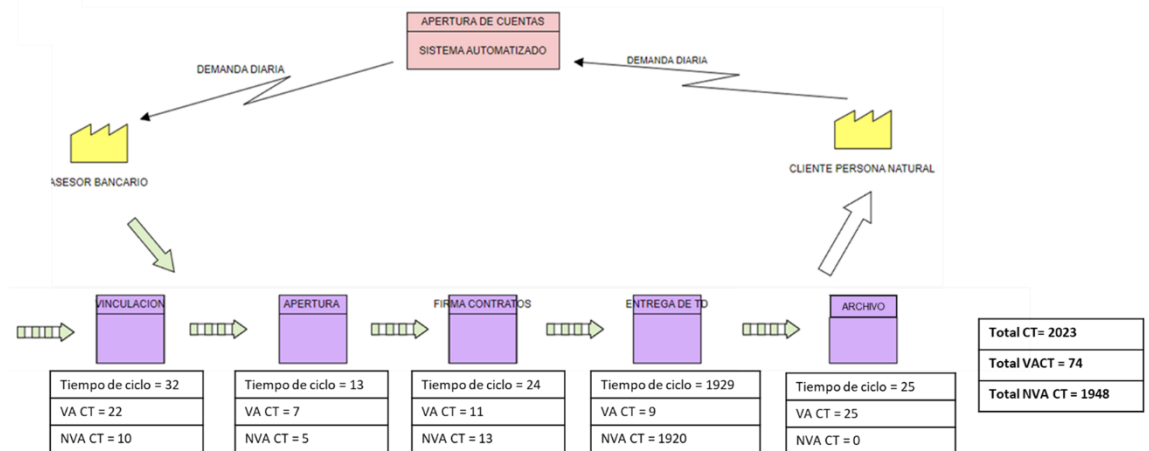 APERTURA DE CUENTAS
SISTEMA AUTOMATIZADO
DEMANDA DIARIA
DEMANDA DIARIA
ASESOR BANCARIO
CLIENTE PERSONA NATURAL
VINCULACION
APERTURA
FIRMA CONTRATOS
ENTREGA DE TD
ARCHIVO
Tiempo de ciclo = 32
VA CT = 22
NVA CT = 10
Tiempo de ciclo = 13
VA CT = 7
NVA CT = 5
Tiempo de ciclo = 24
VA CT = 11
NVA CT = 13
Tiempo de ciclo = 1929
VA CT = 9
NVA CT = 1920
Tiempo de ciclo = 25
VA CT = 25
NVA CT = 0
Total CT= 2023
Total VACT = 74
Total NVA CT = 1948